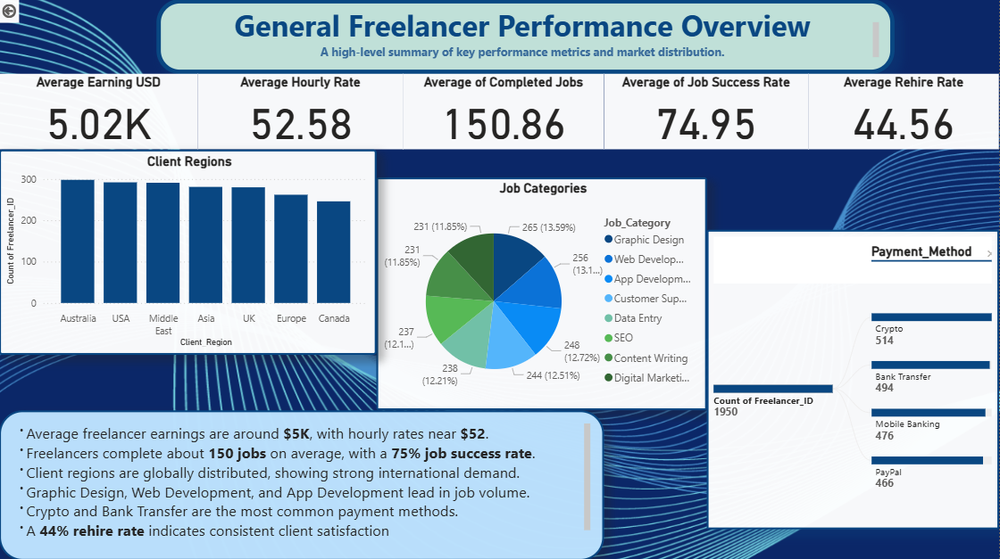 General Freelancer Performance Overview
A high-level summary of key performance metrics and market distribution.
Average Earning USD
5.02K
Average Hourly Rate
52.58
Average of Completed Jobs
150.86
Average of Job Success Rate
74.95
Average Rehire Rate
44.56
Client Regions
Count of Freelancer_ID
300
200
100
0
Australia
USA
Middle
East
Asia
UK
Europe
Canada
Client_Region
Job Categories
265 (13.59%)
256
(13.1...)
248
(12.72%)
244 (12.51%)
238
(12.21%)
237
(12.1...)
231
(11.85%)
231 (11.85%)
Job_Category
Graphic Design
Web Develop...
App Developm...
Customer Sup...
Data Entry
SEO
Content Writing
Digital Marketi...
Payment_Method
Count of Freelancer_ID
1950
Crypto
514
Bank Transfer
494
Mobile Banking
476
PayPal
466
• Average freelancer earnings are around $5K, with hourly rates near $52.
• Freelancers complete about 150 jobs on average, with a 75% job success rate.
• Client regions are globally distributed, showing strong international demand.
• Graphic Design, Web Development, and App Development lead in job volume.
• Crypto and Bank Transfer are the most common payment methods.
• A 44% rehire rate indicates consistent client satisfaction